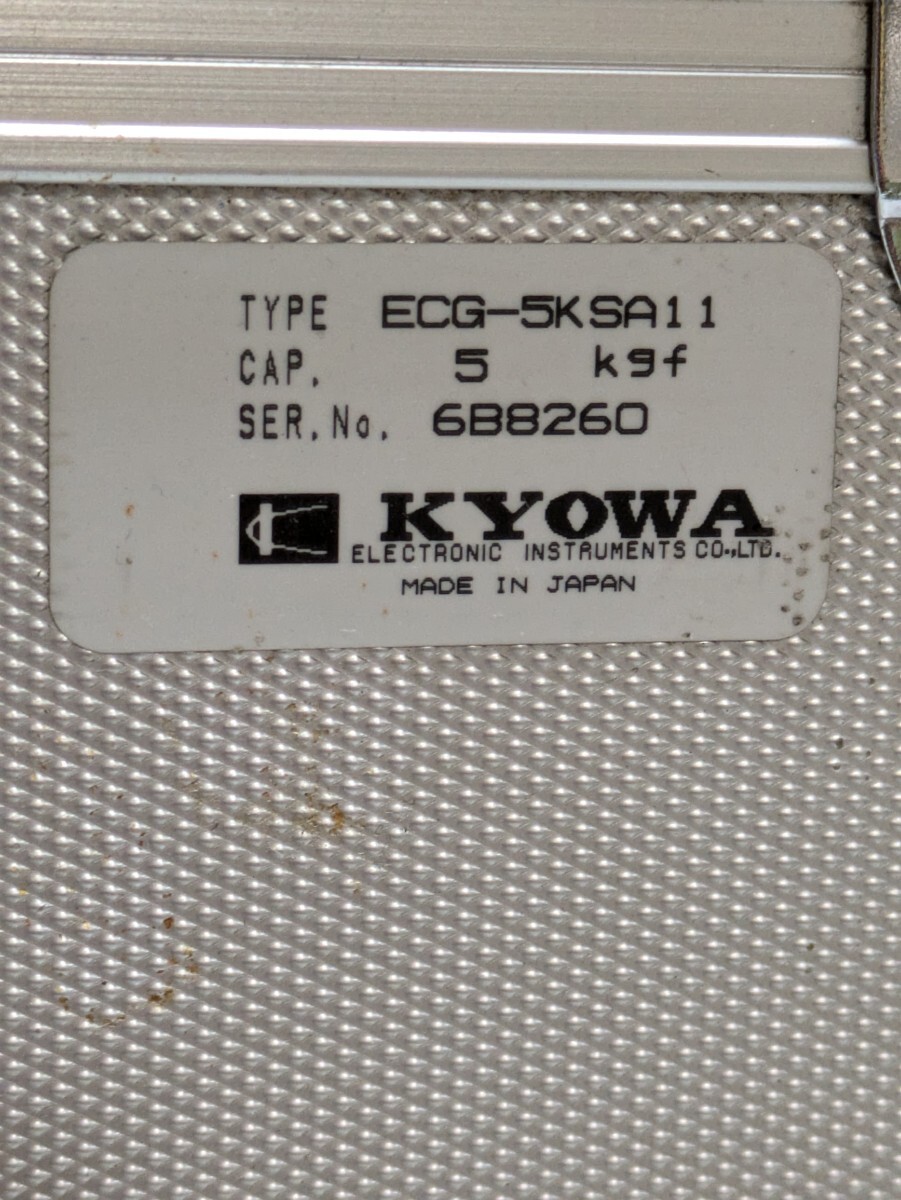 TYPE ECG-5KSA11
CAP. 5 kgf
SER.No. 6B8260
KYOWA
ELECTRONIC INSTRUMENTS CO.,LTD.
MADE IN JAPAN